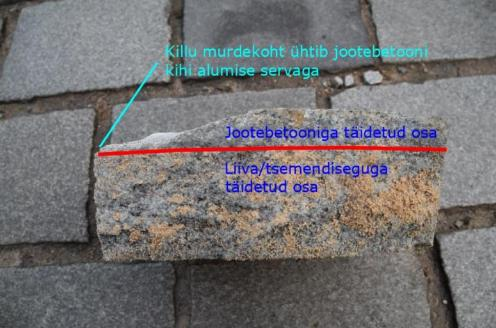 Killu murdekoht ühtib jootebetooni
kihi alumise servaga
Jootebetooniga täidetud osa
Liiva/tsemendiseguga
täidetud osa